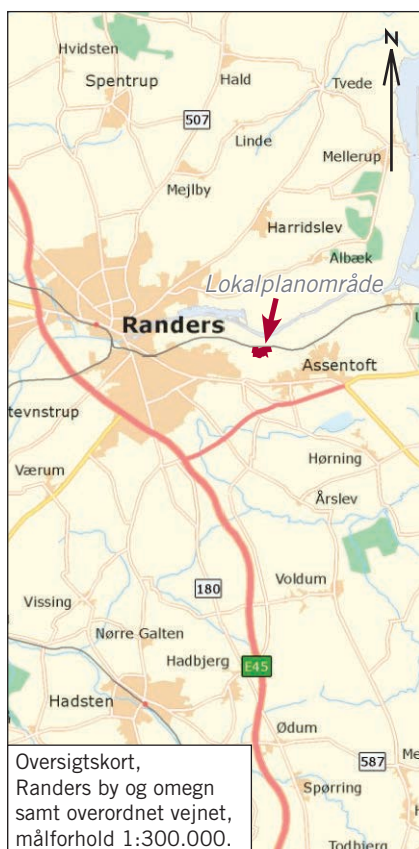 N
Hvidsten
Hald
Spentrup
Tvede
507
Linde
Mellerup
Mejlby
Harridslev
Albæk
Lokalplanområde
Randers
Assentoft
tevnstrup
Hørning
Værum
Årslev
Voldum
180
Vissing
Nørre Galten
Hadbjerg
E45
Hadsten
Ødum
587
Me
Spørring
Todbjerg
Oversigtskort,
Randers by og omegn
samt overordnet vejnet,
målforhold 1:300.000.